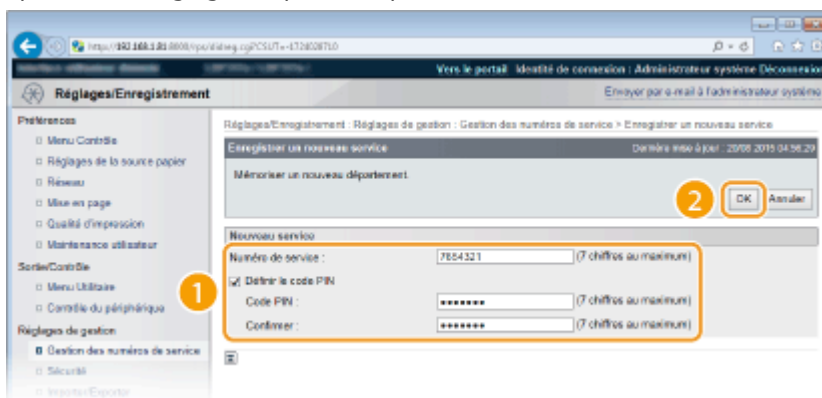 Vers le portail Identité de connexion : Administrateur système Déconnexion
Réglages/Enregistrement
Envoyer par e-mail à l'administrateur système
Préférences
Menu Contrôle
Réglages de la source papier
Réseau
Mise en page
Qualité d'impression
Maintenance utilisateur
Sortie/Contrôle
Menu Utilitaire
Contrôle du périphérique
Réglages de gestion
Gestion des numéros de service
Sécurité
Importer/Exporter
Réglages/Enregistrement : Réglages de gestion : Gestion des numéros de service > Enregistrer un nouveau service
Enregistrer un nouveau service
Dernière mise à jour : 20/08 2015 04:56:29
Mémoriser un nouveau département.
2
OK
Annuler
Nouveau service
1
Numéro de service :
7654321
(7 chiffres au maximum)
Définir le code PIN
Code PIN :
•••••••
(7 chiffres au maximum)
Confirmer :
•••••••
(7 chiffres au maximum)